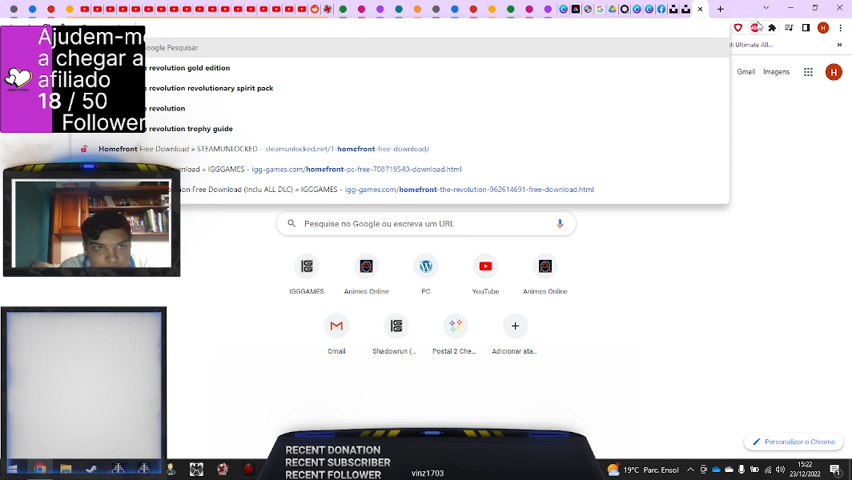 Ajudem-me
a chegar a
afiliado
18 / 50
Follower
oogle Pesquisar
e revolution gold edition
e revolution revolutionary spirit pack
e revolution
e revolution trophy guide
Homefront Free Download » STEAMUNLOCKED - steamunlocked.net/1-homefront-free-download/
ownload » IGGGAMES - igg-games.com/homefront-pc-free-708719540-download.html
Free Download (Inclu ALL DLC) » IGGGAMES - igg-games.com/homefront-the-revolution-962614691-free-download.html
Ultimate All...
Gmail Imagens
H
Pesquise no Google ou escreva um URL
IGGGAMES Animes Online PC YouTube Animes Online
Gmail Shadowrun (... Postal 2 Che... Adicionar ata...
Personalizar o Chrome
RECENT DONATION
RECENT SUBSCRIBER
RECENT FOLLOWER
vinz1703
19°C Parc. Ensol
15:22
23/12/2022